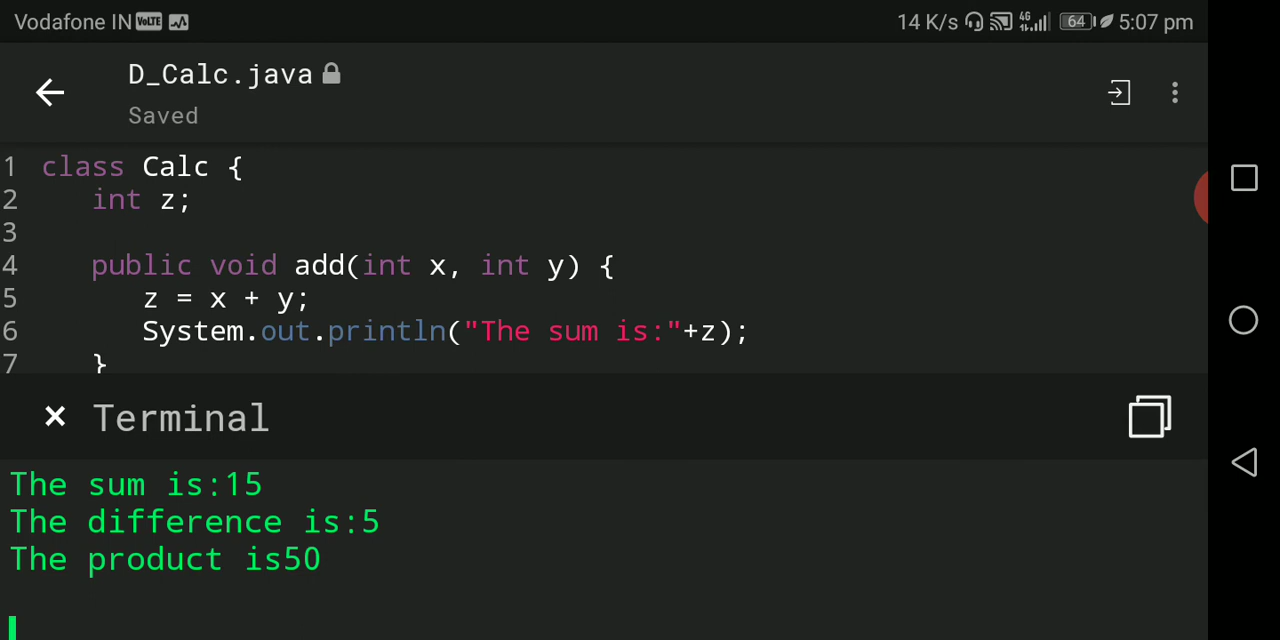 Vodafone IN VoLTE 14 K/s 4G 64 5:07 pm
D_Calc.java
Saved
1 class Calc {
2 int z;
3
4 public void add(int x, int y) {
5 z = x + y;
6 System.out.println("The sum is:"+z);
7 }
× Terminal
The sum is:15
The difference is:5
The product is50